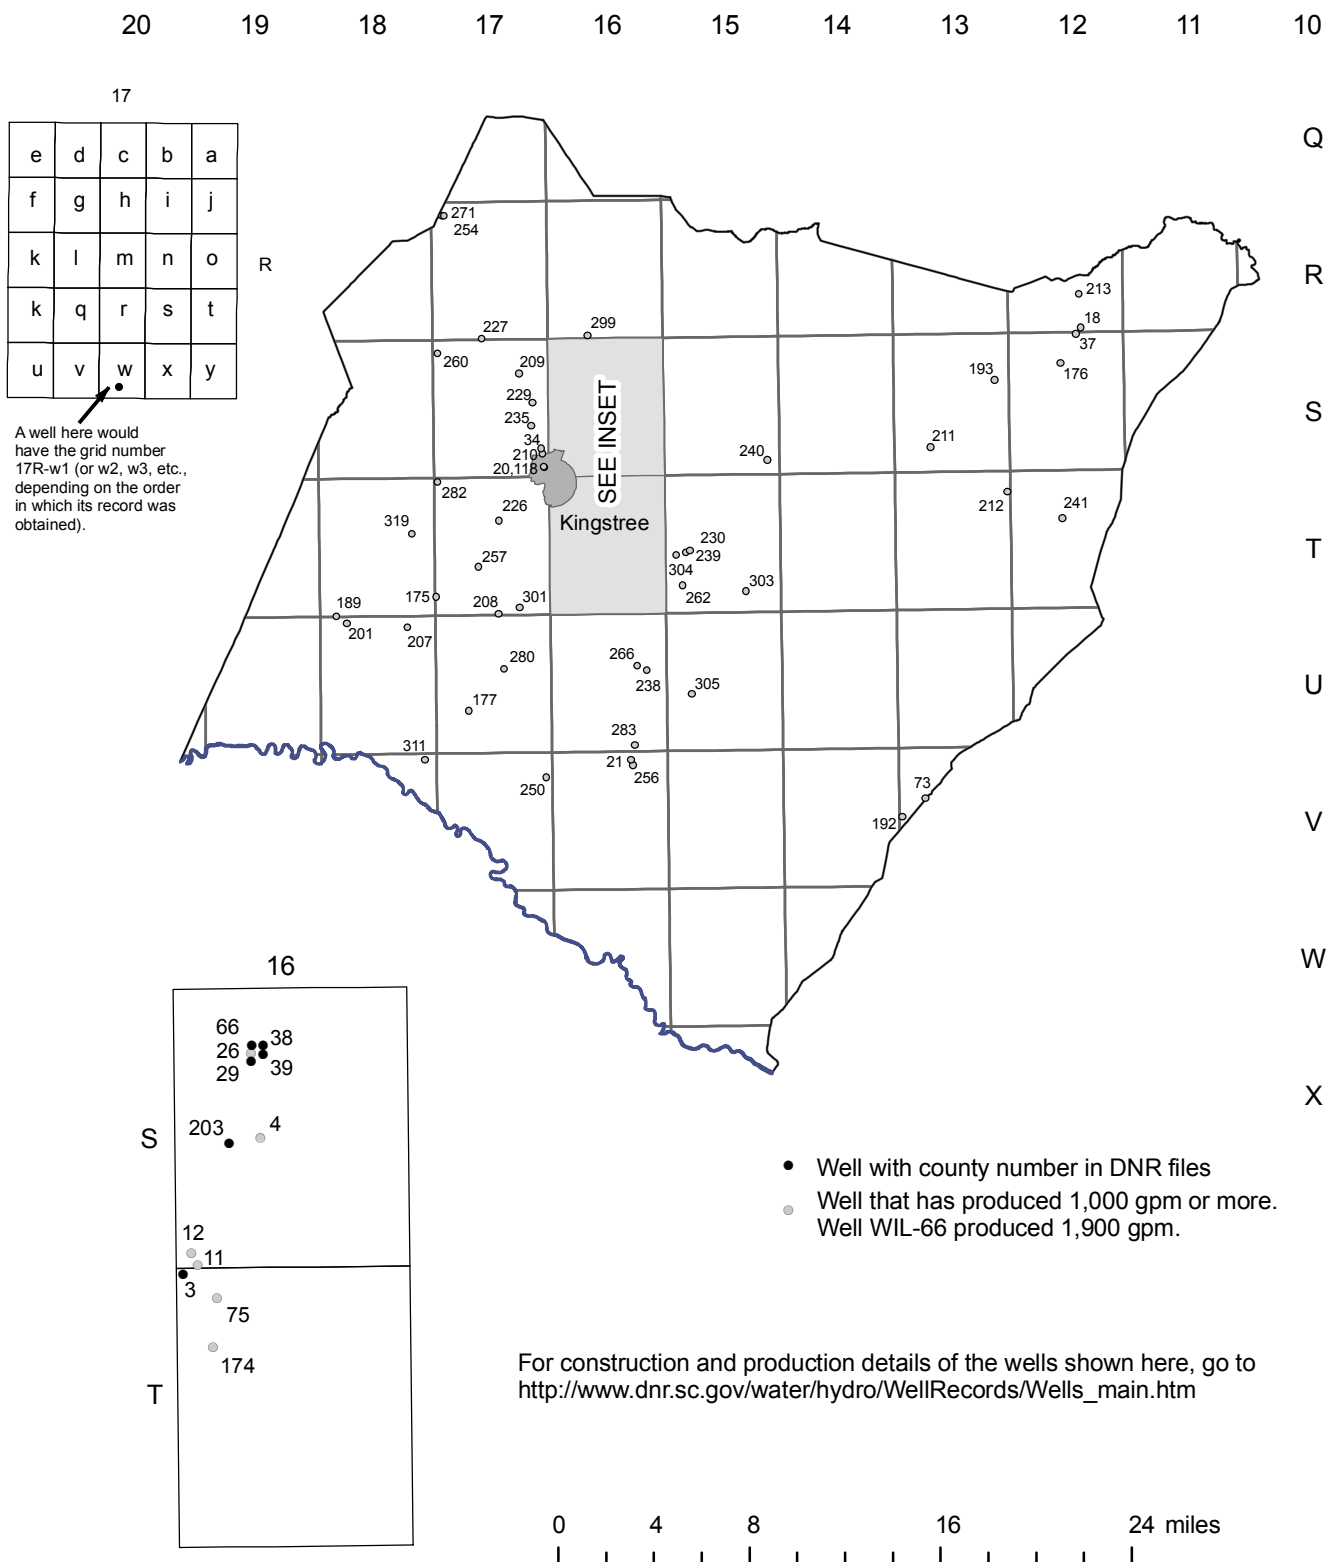 20 19 18 17 16 15 14 13 12 11 10
17
e d c b a
f g h i j
k l m n o
k q r s t
u v w x y
R
A well here would
have the grid number
17R-w1 (or w2, w3, etc.,
depending on the order
in which its record was
obtained).
Q
R
S
T
U
V
W
X
271
254
213
18
37
176
193
227
299
260
209
229
235
34
210
20,118
SEE INSET
Kingstree
240
211
212
241
282
226
319
257
230
239
304
262
303
175
208
301
189
201
207
280
177
266
238
305
283
311
21
256
250
73
192
16
66
38
26
39
29
203
4
S
12
11
3
75
174
T
Well with county number in DNR files
Well that has produced 1,000 gpm or more.
Well WIL-66 produced 1,900 gpm.
For construction and production details of the wells shown here, go to
http://www.dnr.sc.gov/water/hydro/WellRecords/Wells_main.htm
0 4 8 16 24 miles